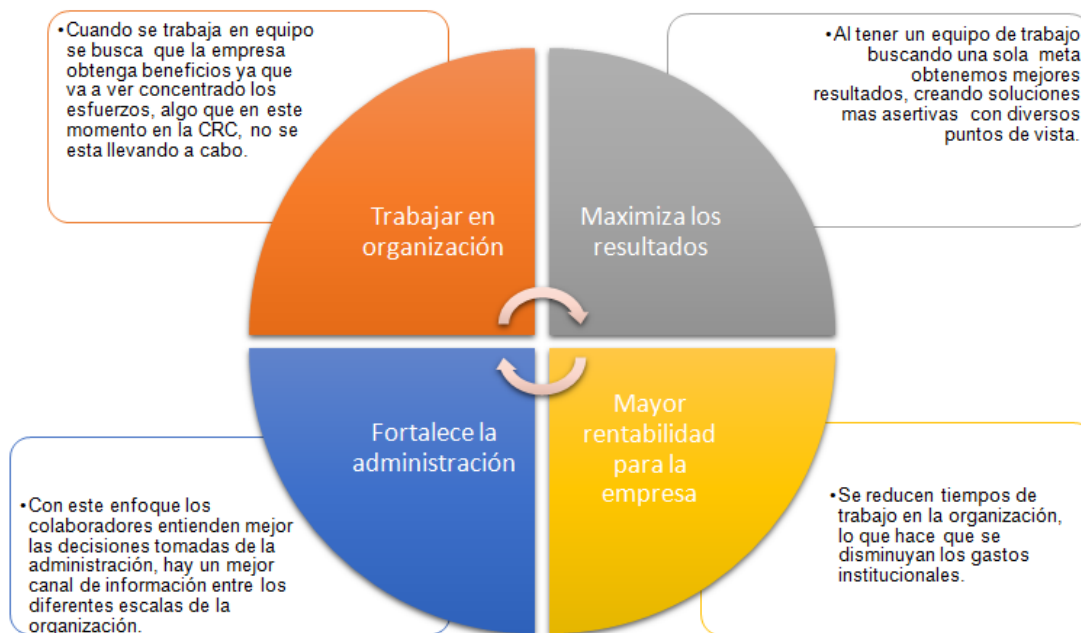 •Cuando se trabaja en equipo
se busca que la empresa
obtenga beneficios ya que
va a ver concentrado los
esfuerzos, algo que en este
momento en la CRC, no se
esta llevando a cabo.
•Al tener un equipo de trabajo
buscando una sola meta
obtenemos mejores
resultados, creando soluciones
mas asertivas con diversos
puntos de vista.
Trabajar en
organización
Maximiza los
resultados
Fortalece la
administración
Mayor
rentabilidad
para la
empresa
•Con este enfoque los
colaboradores entienden mejor
las decisiones tomadas de la
administración, hay un mejor
canal de información entre los
diferentes escalas de la
organización.
•Se reducen tiempos de
trabajo en la organización,
lo que hace que se
disminuyan los gastos
institucionales.